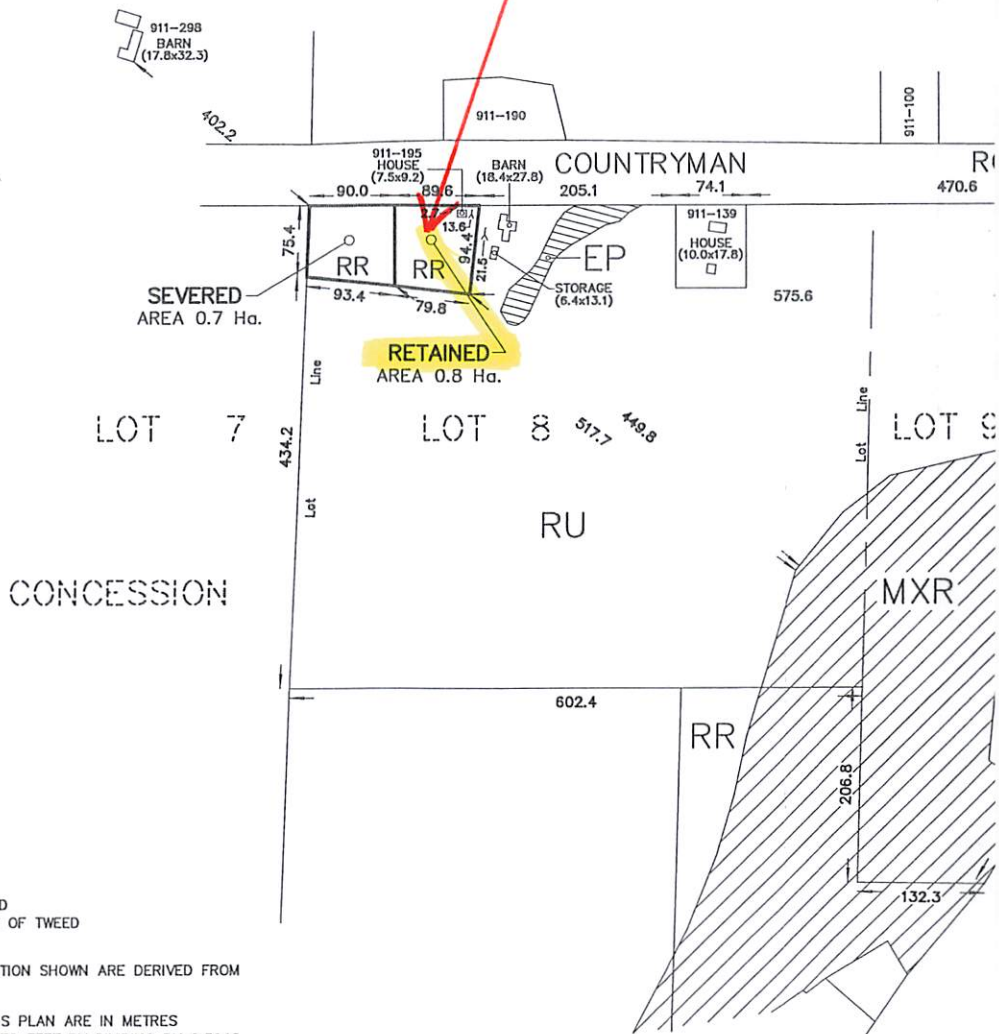 911-298
BARN
(17.8x32.3)
402.2
911-190
911-100
COUNTRYMAN
911-195
HOUSE
(7.5x9.2)
BARN
(18.4x27.8)
90.0
89.6
205.1
74.1
470.6
75.4
2.7
13.6
94.4
21.5
RR
RR
EP
911-139
HOUSE
(10.0x17.8)
STORAGE
(6.4x13.1)
93.4
79.8
575.6
SEVERED
AREA 0.7 Ha.
RETAINED
AREA 0.8 Ha.
Line
Lot
434.2
LOT 7
LOT 8
517.7
449.8
Line
Lot
LOT 9
RU
CONCESSION
MXR
602.4
RR
206.8
132.3
D
OF TWEED
TION SHOWN ARE DERIVED FROM
S PLAN ARE IN METRES